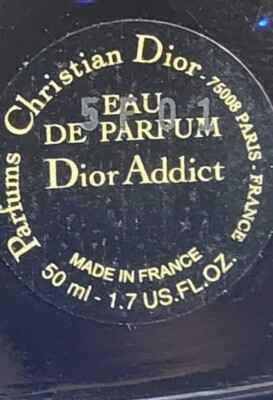 Parfums Christian Dior - 75008 PARIS - FRANCE
5F01
EAU
DE PARFUM
Dior Addict
MADE IN FRANCE
50 ml - 1.7 US.FL.OZ.